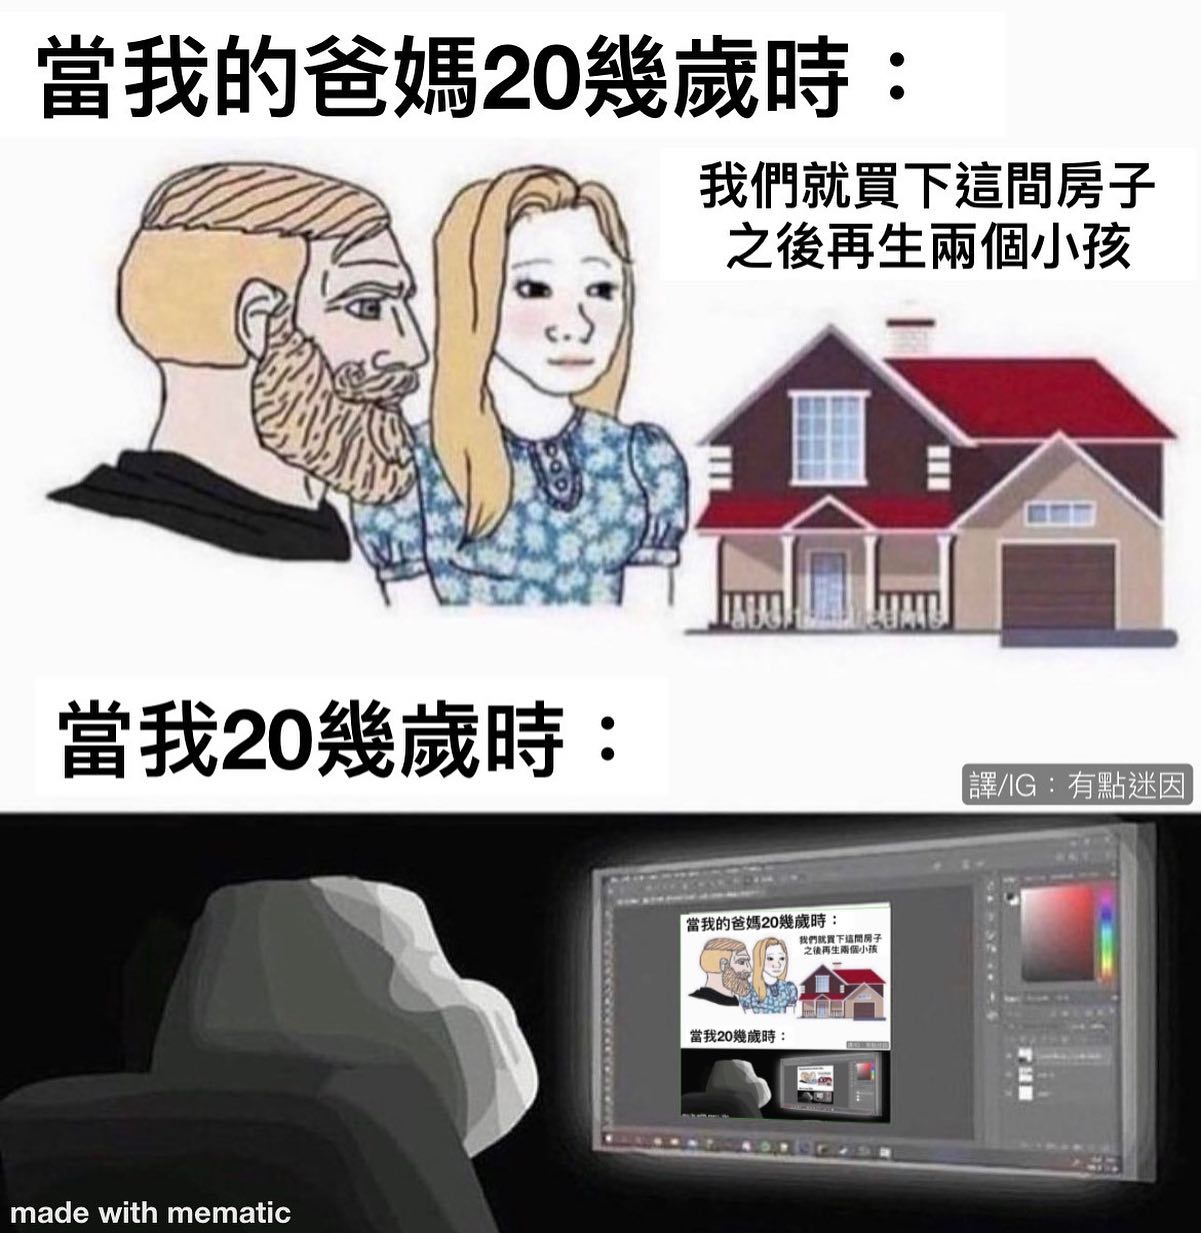 當我的爸媽20幾歲時：
我們就買下這間房子
之後再生兩個小孩
當我20幾歲時：
譯/IG：有點迷因
當我的爸媽20幾歲時：
我們就買下這間房子
之後再生兩個小孩
當我20幾歲時：
made with mematic